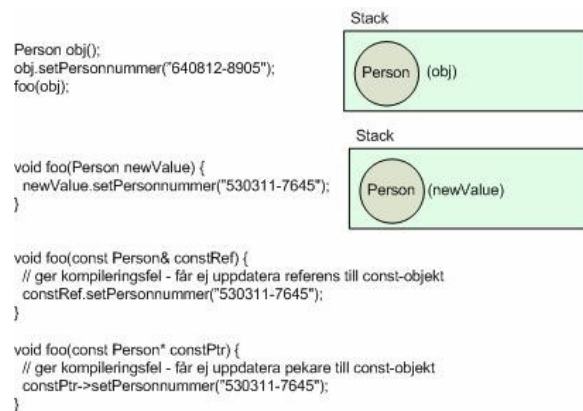 Stack
Person obj();
obj.setPersonnummer("640812-8905");
foo(obj);
Person (obj)
Stack
void foo(Person newValue) {
newValue.setPersonnummer("530311-7645");
}
Person (newValue)
void foo(const Person& constRef) {
// ger kompileringsfel - får ej uppdatera referens till const-objekt
constRef.setPersonnummer("530311-7645");
}
void foo(const Person* constPtr) {
// ger kompileringsfel - får ej uppdatera pekare till const-objekt
constPtr->setPersonnummer("530311-7645");
}